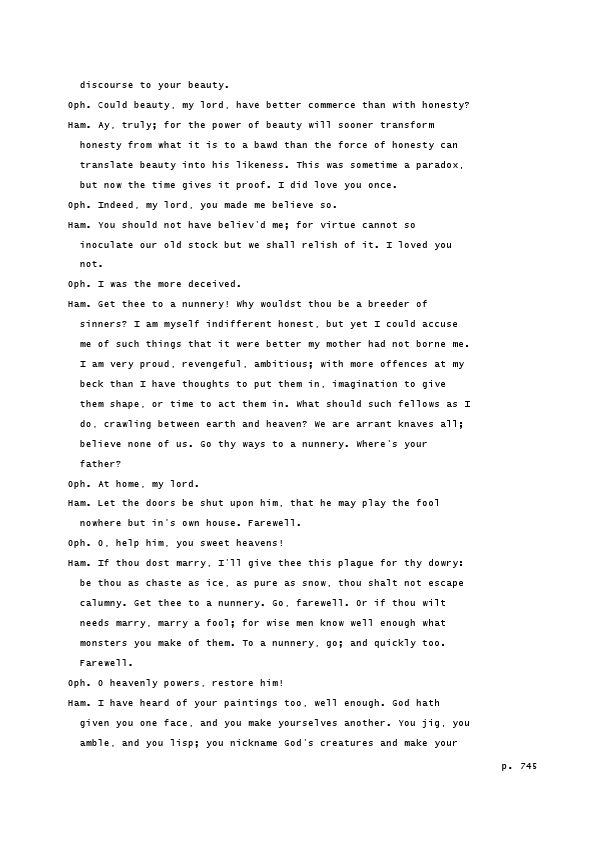 discourse to your beauty.
Oph. Could beauty, my lord, have better commerce than with honesty?
Ham. Ay, truly; for the power of beauty will sooner transform
honesty from what it is to a bawd than the force of honesty can
translate beauty into his likeness. This was sometime a paradox,
but now the time gives it proof. I did love you once.
Oph. Indeed, my lord, you made me believe so.
Ham. You should not have believ'd me; for virtue cannot so
inoculate our old stock but we shall relish of it. I loved you
not.
Oph. I was the more deceived.
Ham. Get thee to a nunnery! Why wouldst thou be a breeder of
sinners? I am myself indifferent honest, but yet I could accuse
me of such things that it were better my mother had not borne me.
I am very proud, revengeful, ambitious; with more offences at my
beck than I have thoughts to put them in, imagination to give
them shape, or time to act them in. What should such fellows as I
do, crawling between earth and heaven? We are arrant knaves all;
believe none of us. Go thy ways to a nunnery. Where's your
father?
Oph. At home, my lord.
Ham. Let the doors be shut upon him, that he may play the fool
nowhere but in's own house. Farewell.
Oph. O, help him, you sweet heavens!
Ham. If thou dost marry, I'll give thee this plague for thy dowry:
be thou as chaste as ice, as pure as snow, thou shalt not escape
calumny. Get thee to a nunnery. Go, farewell. Or if thou wilt
needs marry, marry a fool; for wise men know well enough what
monsters you make of them. To a nunnery, go; and quickly too.
Farewell.
Oph. O heavenly powers, restore him!
Ham. I have heard of your paintings too, well enough. God hath
given you one face, and you make yourselves another. You jig, you
amble, and you lisp; you nickname God's creatures and make your
p. 745